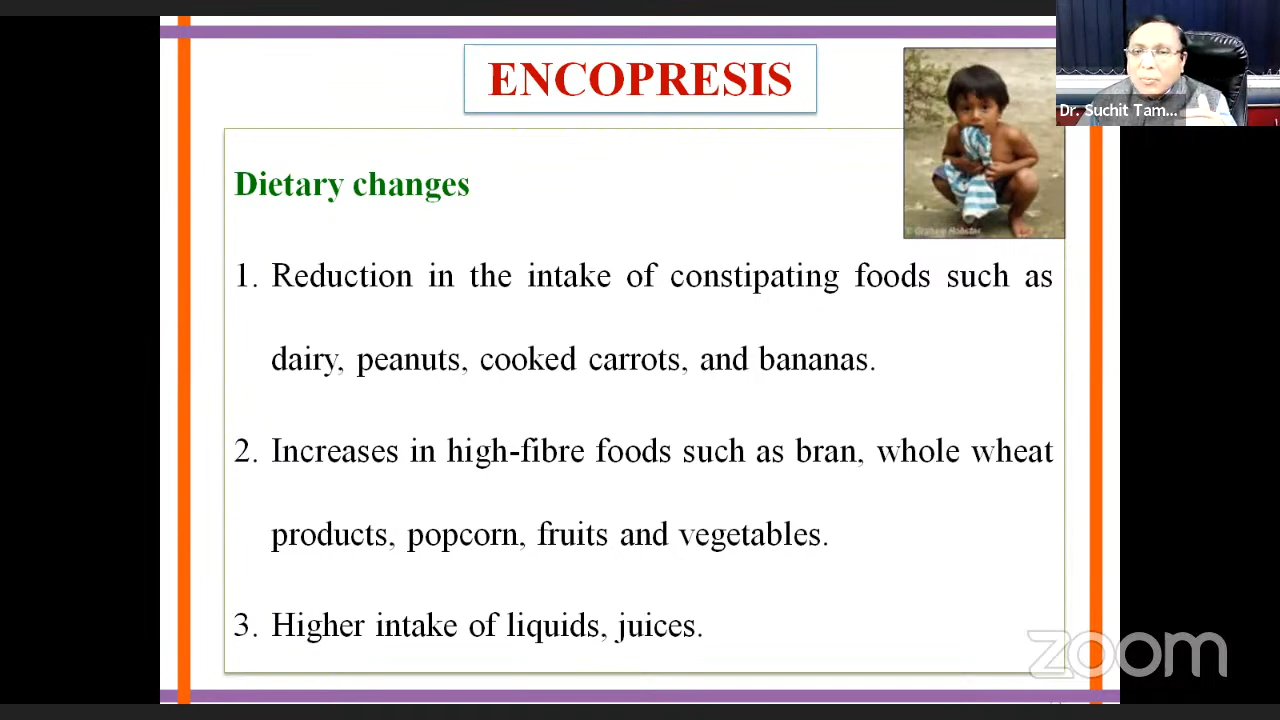 ENCOPRESIS
Dr. Suchit Tam...
© Graham Robster
Dietary changes
1. Reduction in the intake of constipating foods such as
dairy, peanuts, cooked carrots, and bananas.
2. Increases in high-fibre foods such as bran, whole wheat
products, popcorn, fruits and vegetables.
3. Higher intake of liquids, juices.
zoom